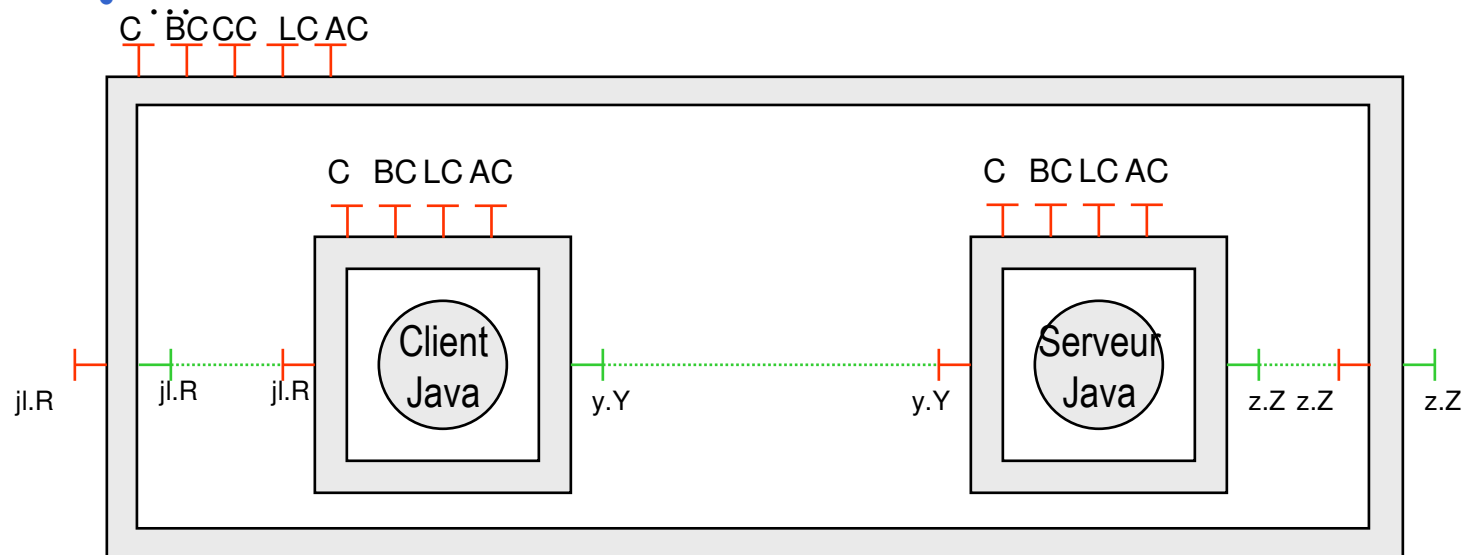 ...
C BC CC LC AC
C BC LC AC
C BC LC AC
Client
Java
Serveur
Java
jl.R
jl.R
jl.R
y.Y
y.Y
z.Z
z.Z
z.Z